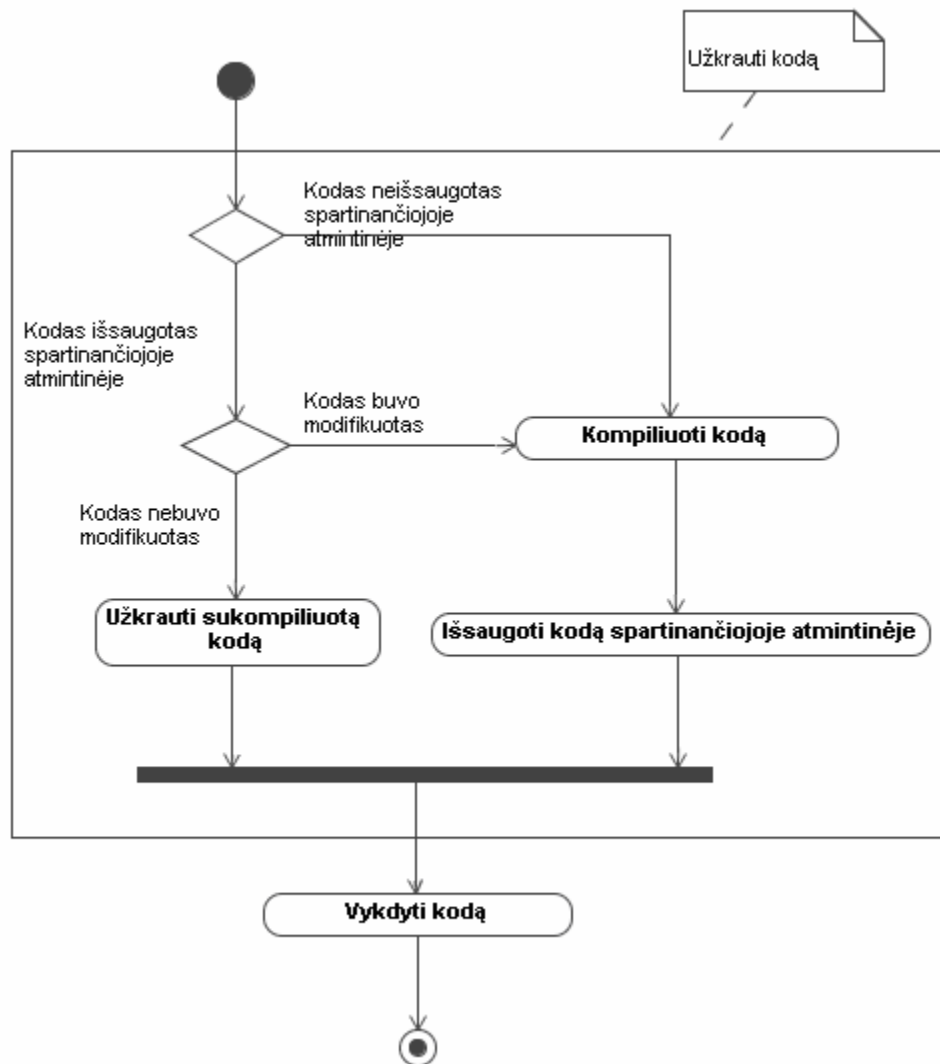 Užkrauti kodą
Kodas neišsaugotas
spartinančiojoje
atmintinėje
Kodas išsaugotas
spartinančiojoje
atmintinėje
Kodas buvo
modifikuotas
Kompiliuoti kodą
Kodas nebuvo
modifikuotas
Užkrauti sukompiliuotą
kodą
Išsaugoti kodą spartinančiojoje atmintinėje
Vykdyti kodą